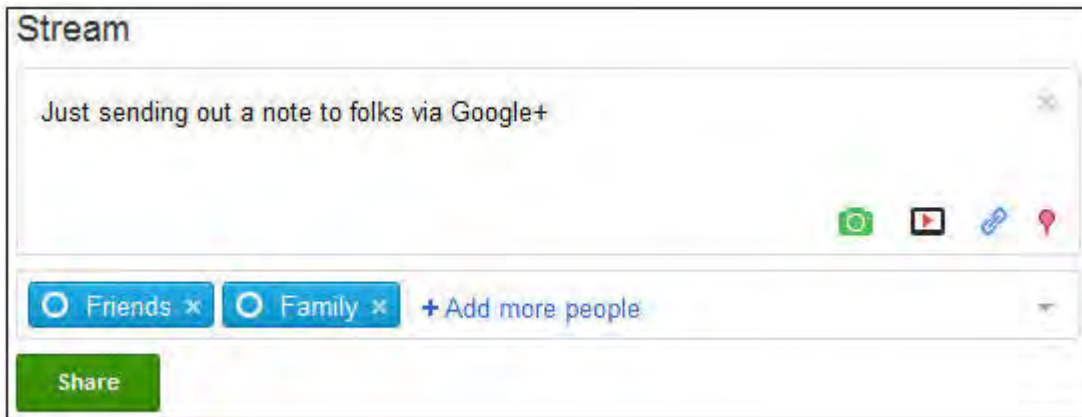 Stream
Just sending out a note to folks via Google+
Friends × Family × + Add more people
Share